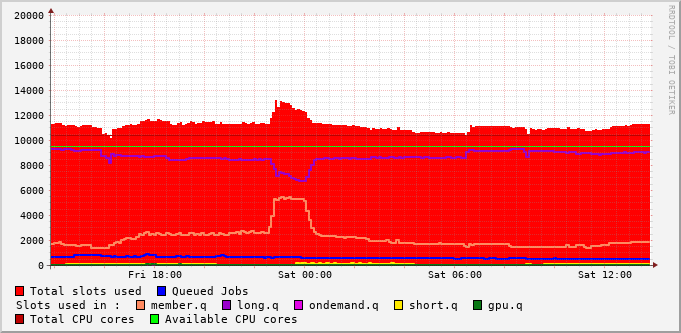 20000
18000
16000
14000
12000
10000
8000
6000
4000
2000
0
Fri 18:00 Sat 00:00 Sat 06:00 Sat 12:00
Total slots used Queued Jobs
Slots used in : member.q long.q ondemand.q short.q gpu.q
Total CPU cores Available CPU cores
RRDTOOL / TOBI OETIKER